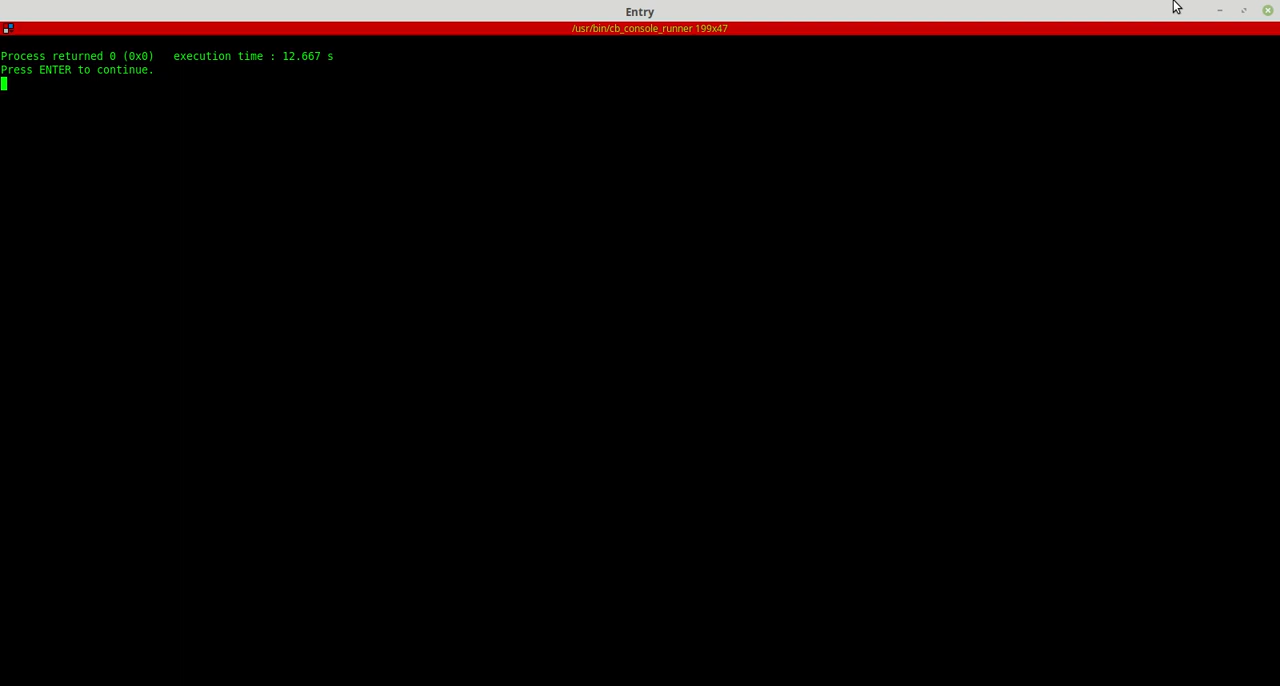 Entry
/usr/bin/cb_console_runner 199x47
Process returned 0 (0x0)   execution time : 12.667 s
Press ENTER to continue.